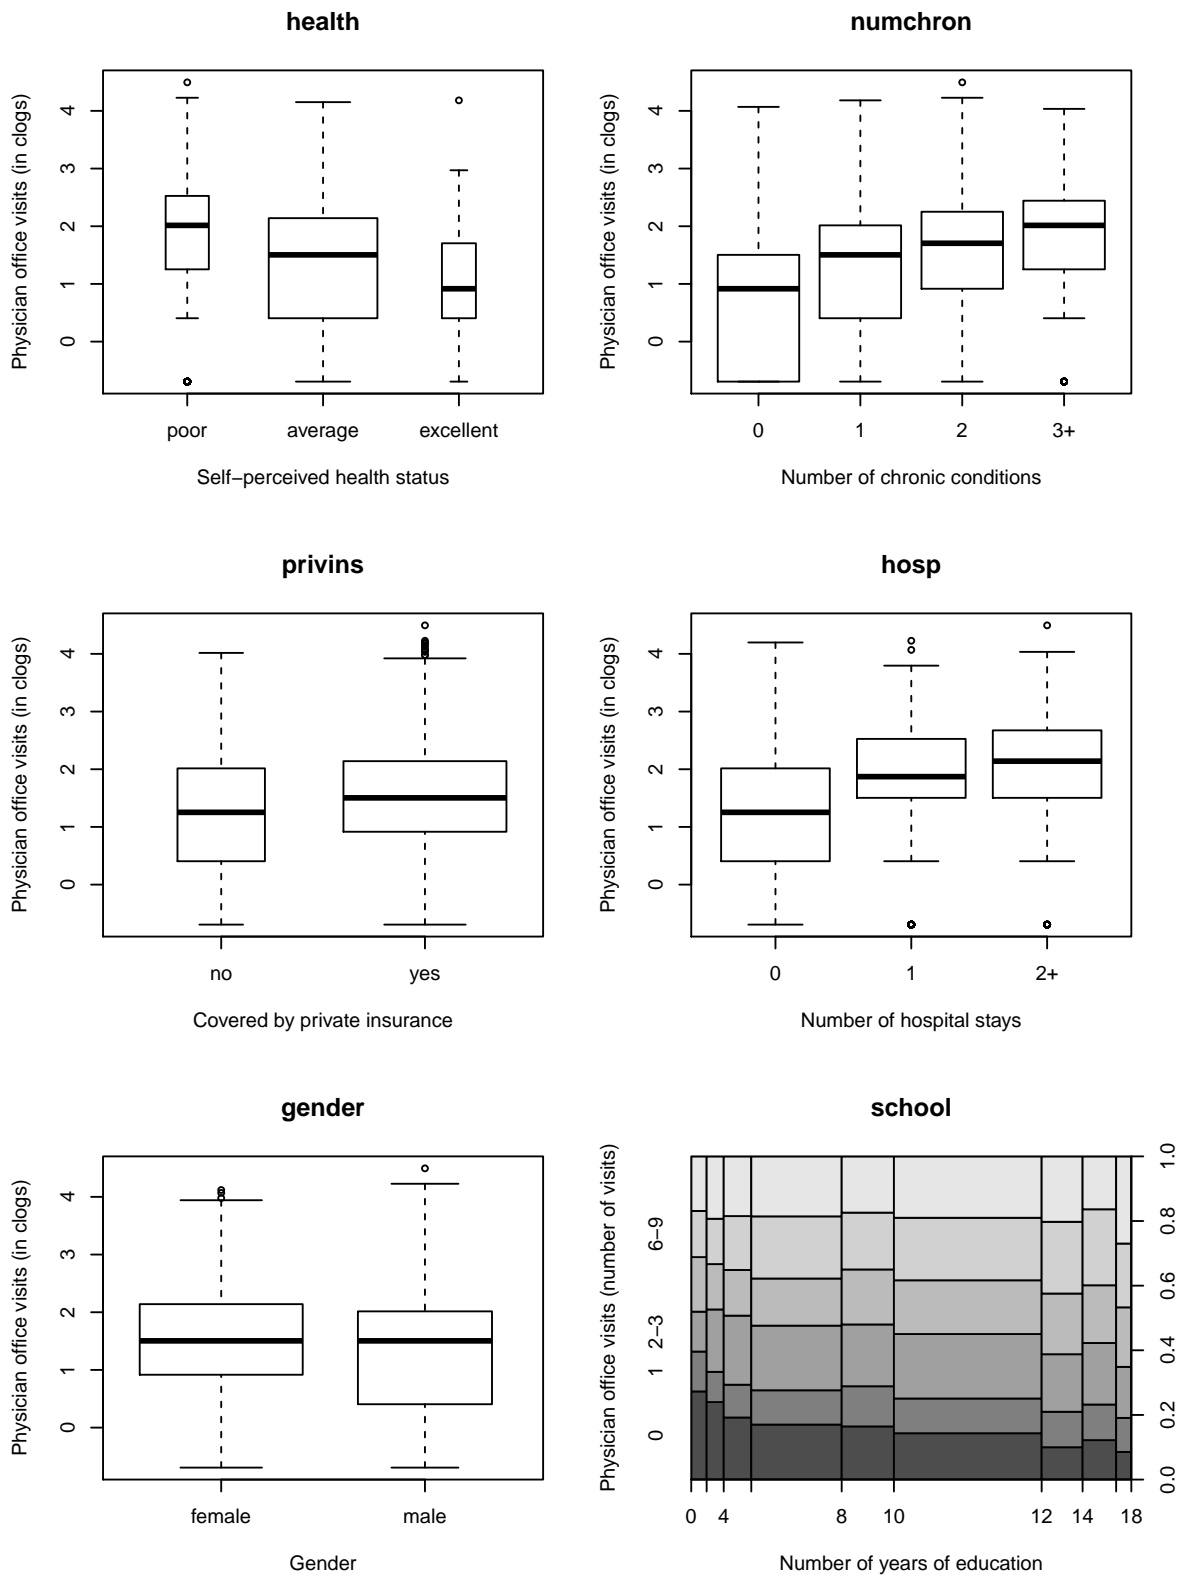 health
Physician office visits (in clogs)
0 1 2 3 4
poor average excellent
Self−perceived health status
numchron
Physician office visits (in clogs)
0 1 2 3 4
0 1 2 3+
Number of chronic conditions
privins
Physician office visits (in clogs)
0 1 2 3 4
no yes
Covered by private insurance
hosp
Physician office visits (in clogs)
0 1 2 3 4
0 1 2+
Number of hospital stays
gender
Physician office visits (in clogs)
0 1 2 3 4
female male
Gender
school
Physician office visits (number of visits)
0 1 2−3 6−9
0.0 0.2 0.4 0.6 0.8 1.0
0 4 8 10 12 14 18
Number of years of education